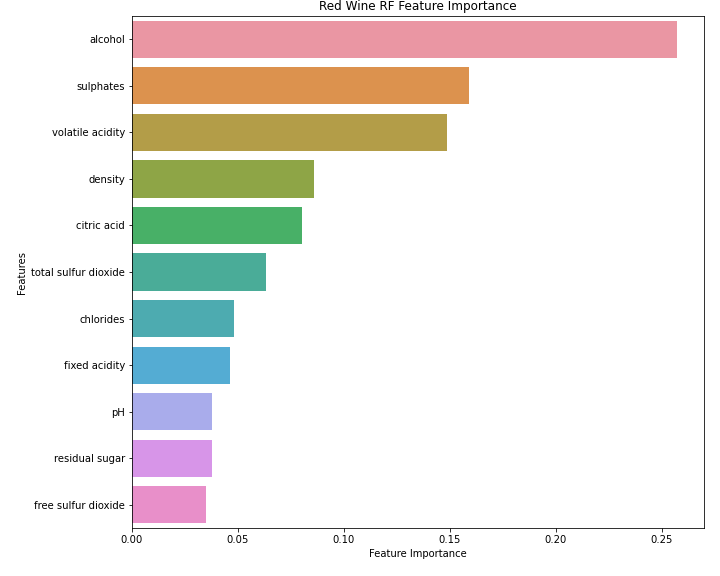 Red Wine RF Feature Importance
alcohol
sulphates
volatile acidity
density
citric acid
total sulfur dioxide
chlorides
fixed acidity
pH
residual sugar
free sulfur dioxide
Features
0.00 0.05 0.10 0.15 0.20 0.25
Feature Importance